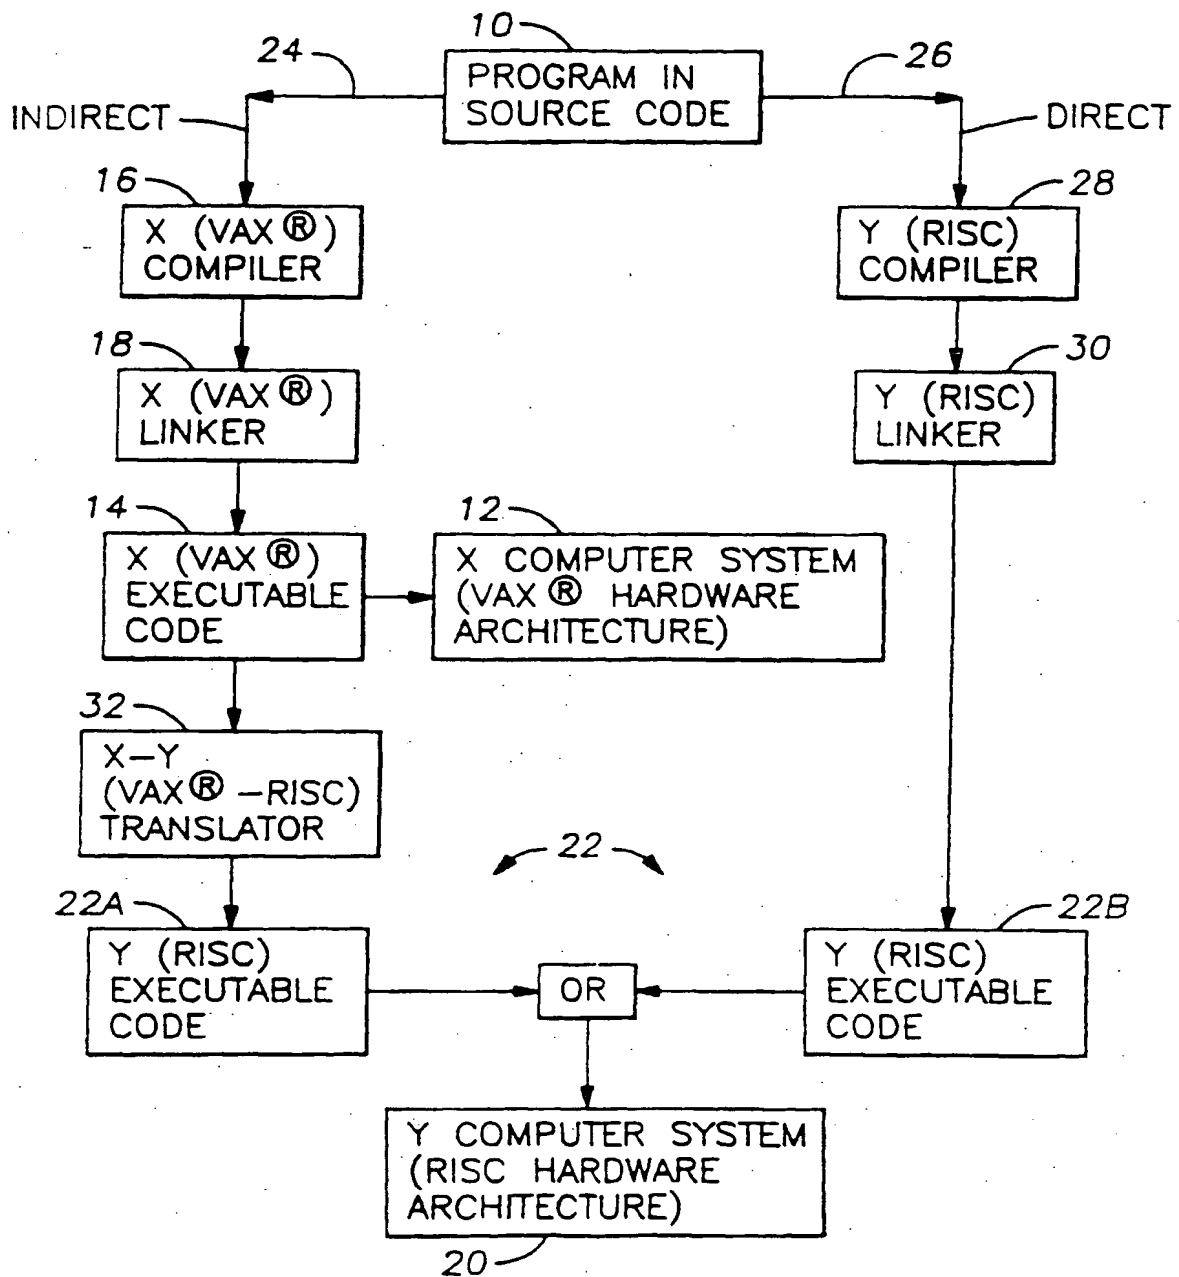 10
24
PROGRAM IN
SOURCE CODE
26
INDIRECT
DIRECT
16
X (VAX®)
COMPILER
28
Y (RISC)
COMPILER
18
X (VAX®)
LINKER
30
Y (RISC)
LINKER
14
X (VAX®)
EXECUTABLE
CODE
12
X COMPUTER SYSTEM
(VAX® HARDWARE
ARCHITECTURE)
32
X-Y
(VAX® -RISC)
TRANSLATOR
22
22A
Y (RISC)
EXECUTABLE
CODE
OR
22B
Y (RISC)
EXECUTABLE
CODE
Y COMPUTER SYSTEM
(RISC HARDWARE
ARCHITECTURE)
20